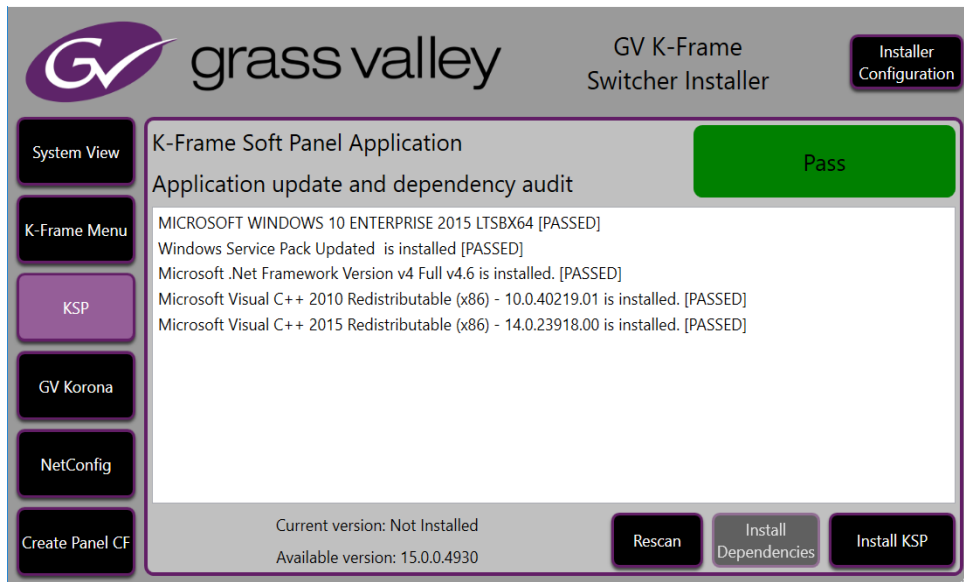 GV grass valley
GV K-Frame
Switcher Installer
Installer
Configuration
System View
K-Frame Menu
KSP
GV Korona
NetConfig
Create Panel CF
K-Frame Soft Panel Application
Application update and dependency audit
Pass
MICROSOFT WINDOWS 10 ENTERPRISE 2015 LTSBX64 [PASSED]
Windows Service Pack Updated  is installed [PASSED]
Microsoft .Net Framework Version v4 Full v4.6 is installed. [PASSED]
Microsoft Visual C++ 2010 Redistributable (x86) - 10.0.40219.01 is installed. [PASSED]
Microsoft Visual C++ 2015 Redistributable (x86) - 14.0.23918.00 is installed. [PASSED]
Current version: Not Installed
Available version: 15.0.0.4930
Rescan
Install
Dependencies
Install KSP